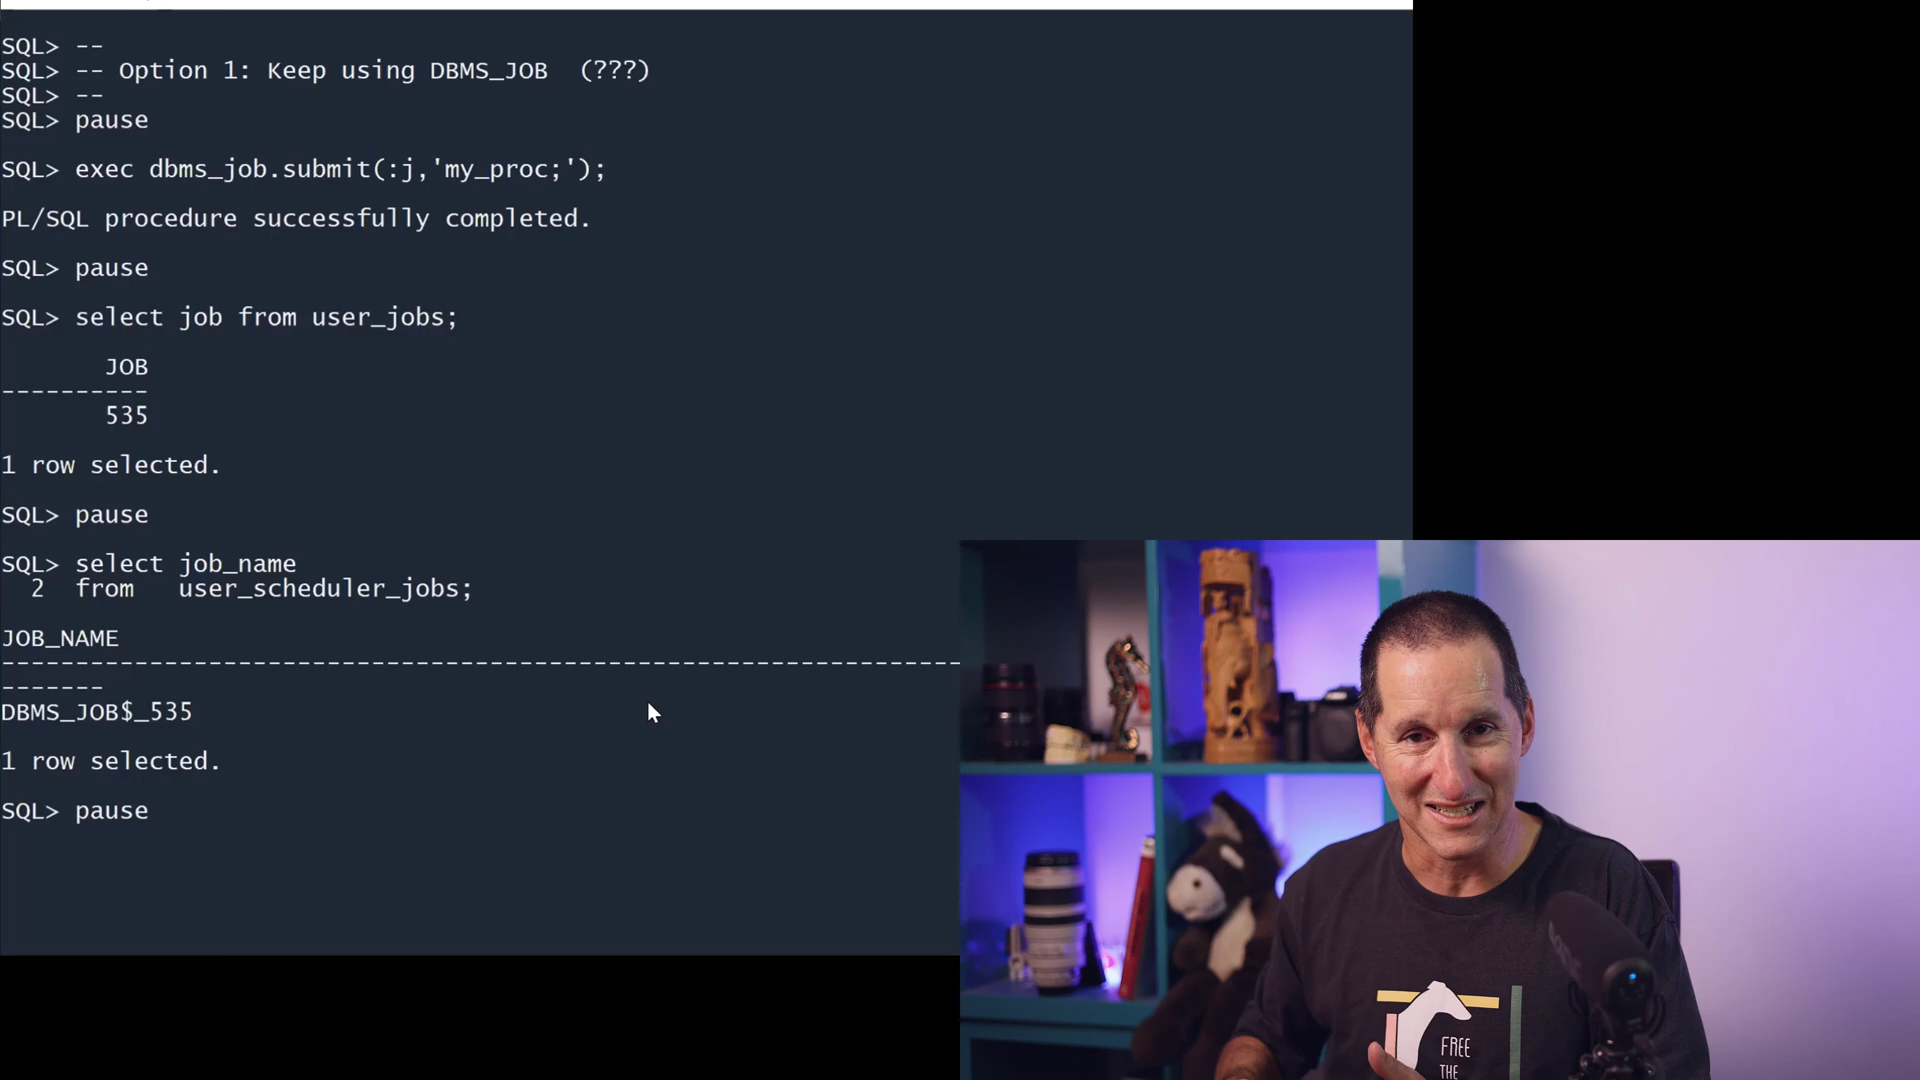 SQL> --
SQL> -- Option 1: Keep using DBMS_JOB (???)
SQL> --
SQL> pause
SQL> exec dbms_job.submit(:j,'my_proc;');
PL/SQL procedure successfully completed.
SQL> pause
SQL> select job from user_jobs;
JOB
----------
535
1 row selected.
SQL> pause
SQL> select job_name
2 from user_scheduler_jobs;
JOB_NAME
-----------------------------------------------------------------
-------
DBMS_JOB$_535
1 row selected.
SQL> pause
FREE
THE